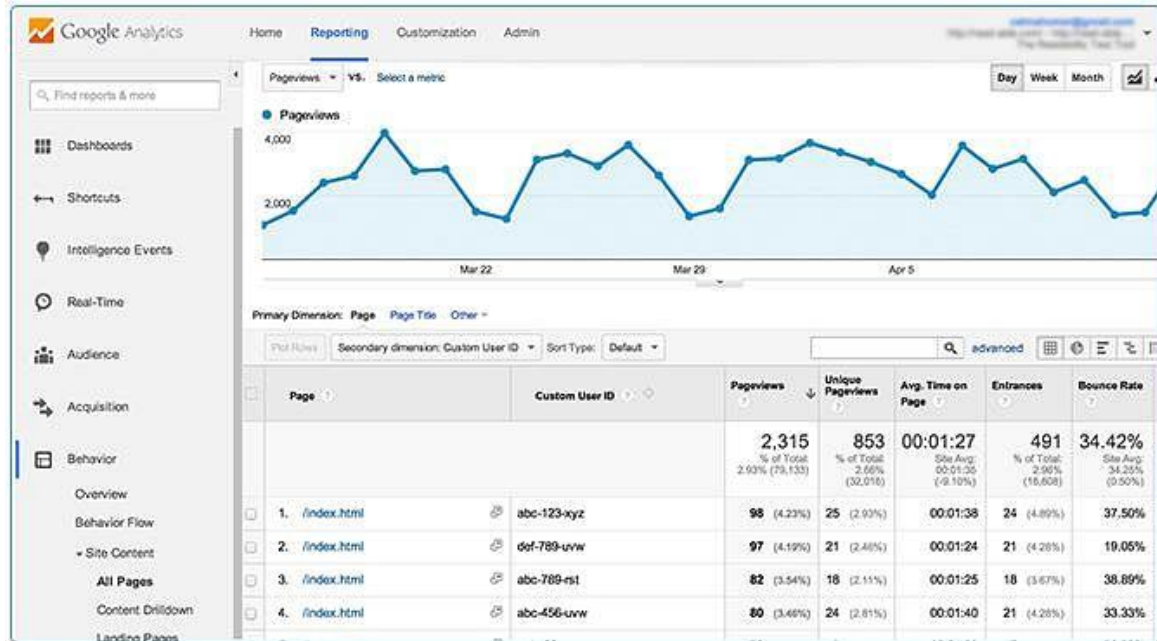 Google Analytics
Home Reporting Customization Admin
Find reports & more
Dashboards
Shortcuts
Intelligence Events
Real-Time
Audience
Acquisition
Behavior
Overview
Behavior Flow
Site Content
All Pages
Content Drilldown
Landing Pages
Pageviews VS. Select a metric
Day Week Month
Pageviews
4,000
2,000
Mar 22 Mar 29 Apr 5
Primary Dimension: Page Page Title Other
Plot Rows Secondary dimension: Custom User ID Sort Type: Default advanced
Page Custom User ID Pageviews Unique Pageviews Avg. Time on Page Entrances Bounce Rate
2,315 853 00:01:27 491 34.42%
% of Total: 2.93% (79,133) % of Total: 2.66% (32,016) Site Avg: 00:01:35 (-9.10%) % of Total: 2.96% (16,608) Site Avg: 34.25% (0.50%)
1. /index.html abc-123-xyz 98 (4.23%) 25 (2.93%) 00:01:38 24 (4.89%) 37.50%
2. /index.html def-789-uvw 97 (4.19%) 21 (2.46%) 00:01:24 21 (4.28%) 19.05%
3. /index.html abc-789-rst 82 (3.54%) 18 (2.11%) 00:01:25 18 (3.67%) 38.89%
4. /index.html abc-456-uvw 80 (3.46%) 24 (2.81%) 00:01:40 21 (4.28%) 33.33%